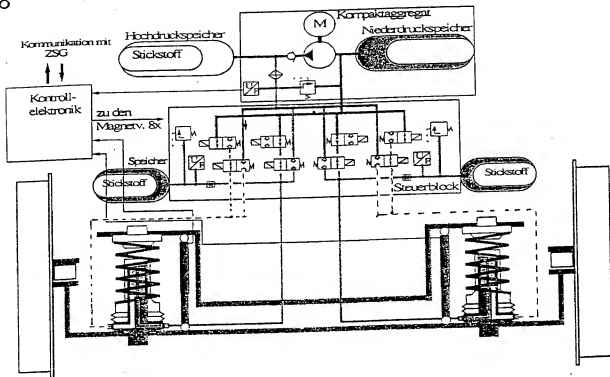 Kompaktaggregat
M
Hochdruckspeicher
Niederdruckspeicher
Kommunikation mit
ZSG
Stickstoff
Kontroll-
elektronik
zu den
Magnetv. 8x
Speicher
Stickstoff
Steuerblock
Stickstoff